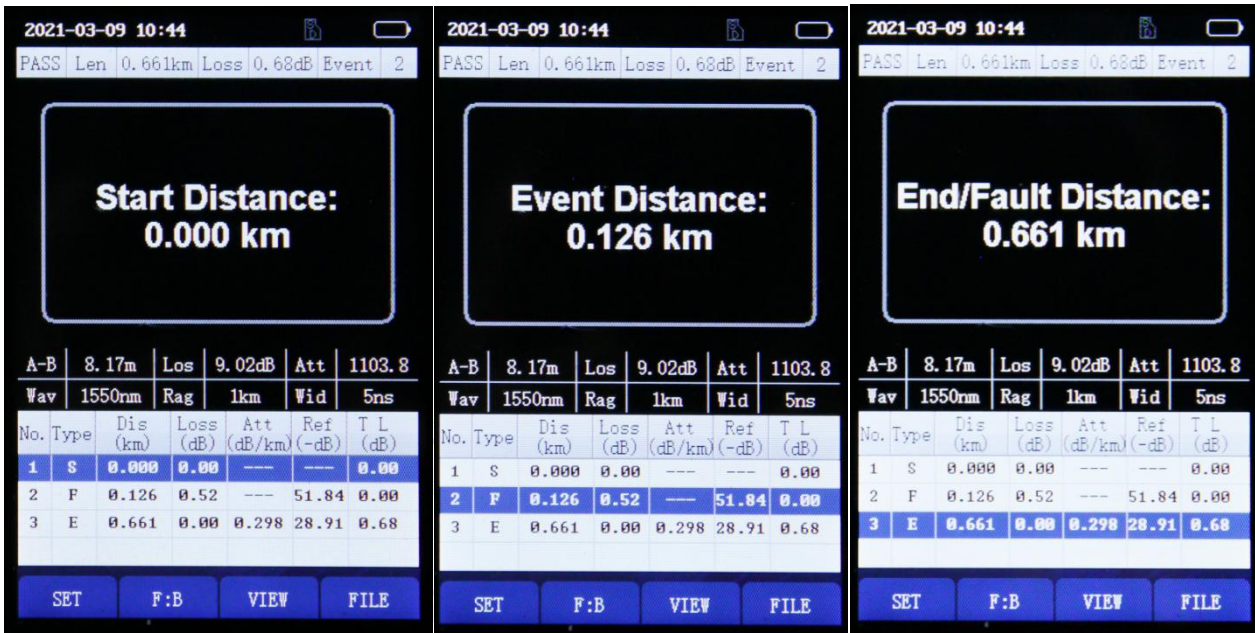 2021-03-09 10:44
PASS Len 0.661km Loss 0.68dB Event 2
Start Distance:
0.000 km
A-B 8.17m Los 9.02dB Att 1103.8
Wav 1550nm Rag 1km Wid 5ns
No. Type Dis (km) Loss (dB) Att (dB/km) Ref (-dB) T L (dB)
1 S 0.000 0.00 --- --- 0.00
2 F 0.126 0.52 --- 51.84 0.00
3 E 0.661 0.00 0.298 28.91 0.68
SET F:B VIEW FILE
2021-03-09 10:44
PASS Len 0.661km Loss 0.68dB Event 2
Event Distance:
0.126 km
A-B 8.17m Los 9.02dB Att 1103.8
Wav 1550nm Rag 1km Wid 5ns
No. Type Dis (km) Loss (dB) Att (dB/km) Ref (-dB) T L (dB)
1 S 0.000 0.00 --- --- 0.00
2 F 0.126 0.52 --- 51.84 0.00
3 E 0.661 0.00 0.298 28.91 0.68
SET F:B VIEW FILE
2021-03-09 10:44
PASS Len 0.661km Loss 0.68dB Event 2
End/Fault Distance:
0.661 km
A-B 8.17m Los 9.02dB Att 1103.8
Wav 1550nm Rag 1km Wid 5ns
No. Type Dis (km) Loss (dB) Att (dB/km) Ref (-dB) T L (dB)
1 S 0.000 0.00 --- --- 0.00
2 F 0.126 0.52 --- 51.84 0.00
3 E 0.661 0.00 0.298 28.91 0.68
SET F:B VIEW FILE